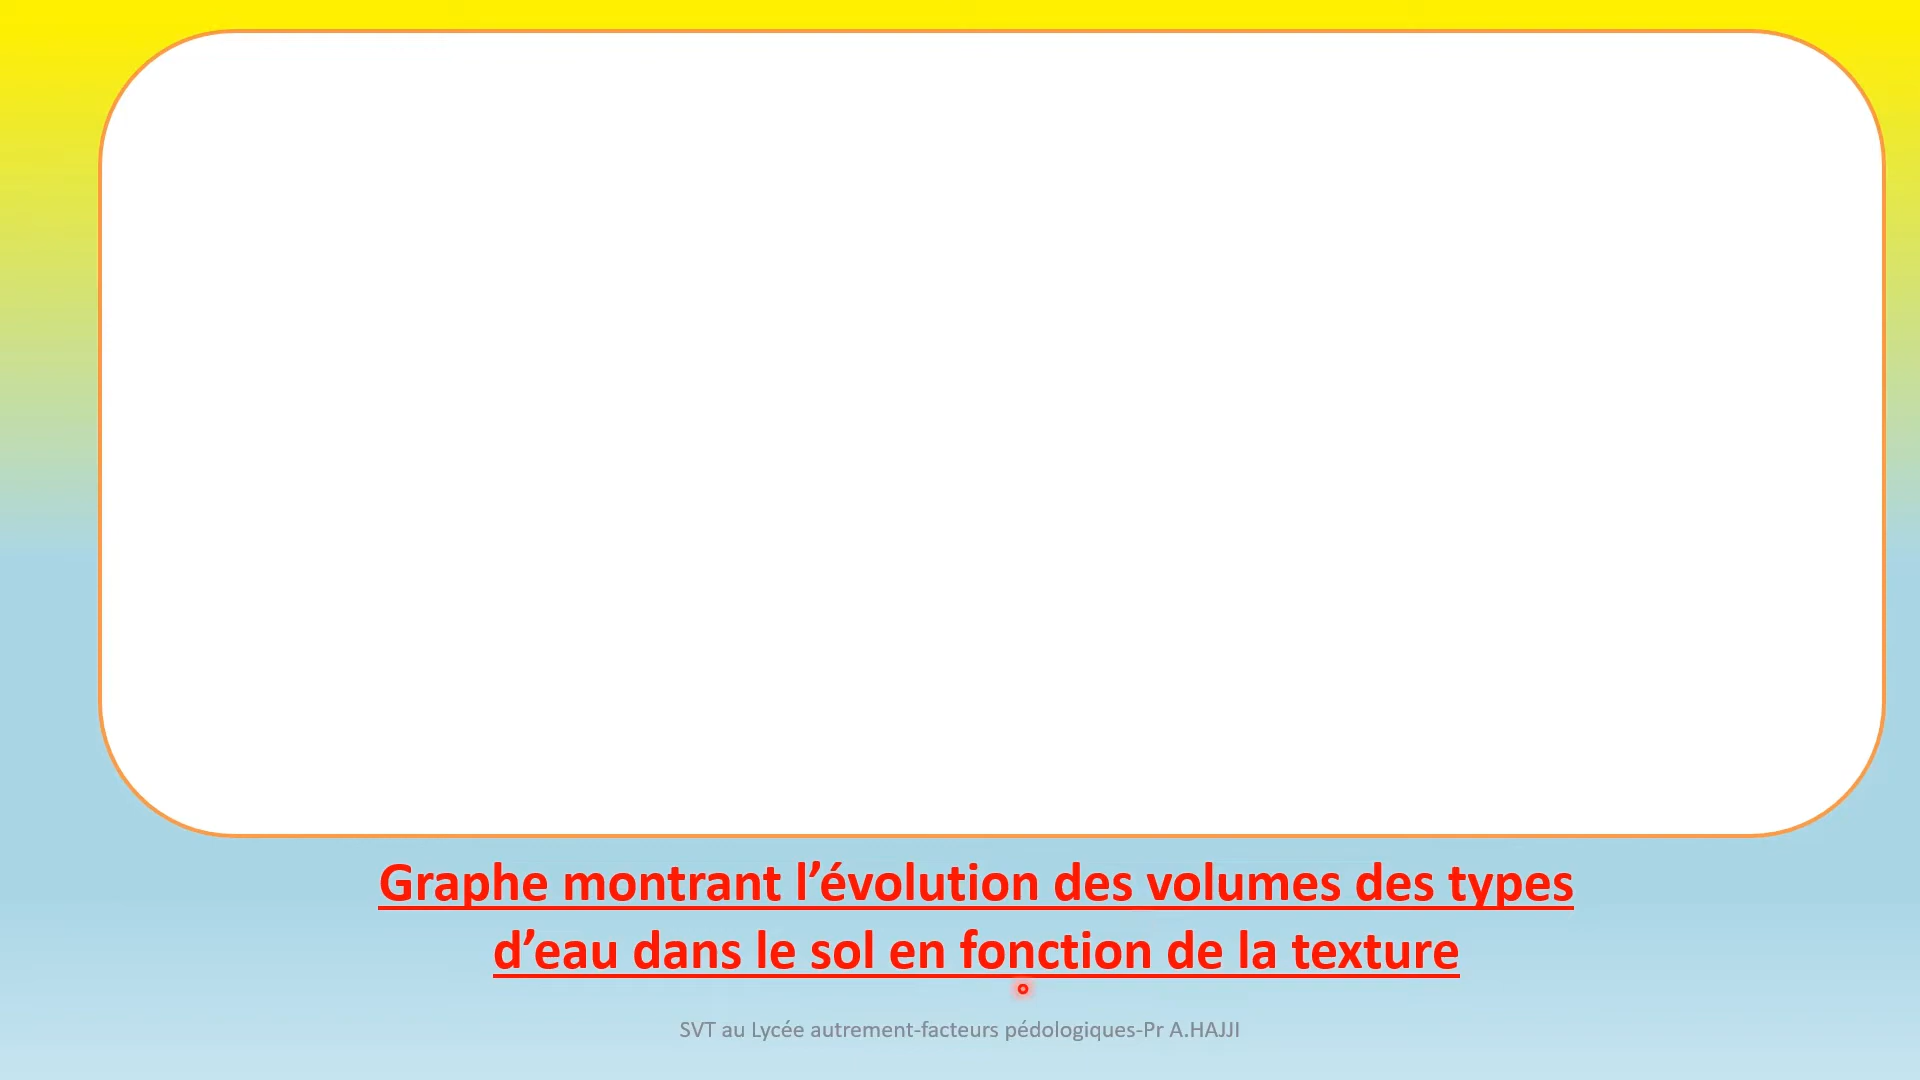 Graphe montrant l’évolution des volumes des types
d’eau dans le sol en fonction de la texture
SVT au Lycée autrement-facteurs pédologiques-Pr A.HAJJI